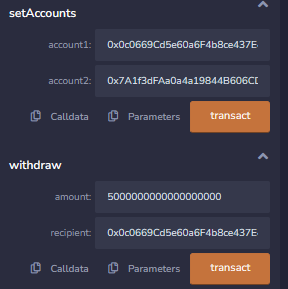 setAccounts
account1: 0x0c0669Cd5e60a6F4b8ce437E
account2: 0x7A1f3dFAa0a4a19844B606CD
Calldata Parameters transact
withdraw
amount: 5000000000000000000
recipient: 0x0c0669Cd5e60a6F4b8ce437E
Calldata Parameters transact